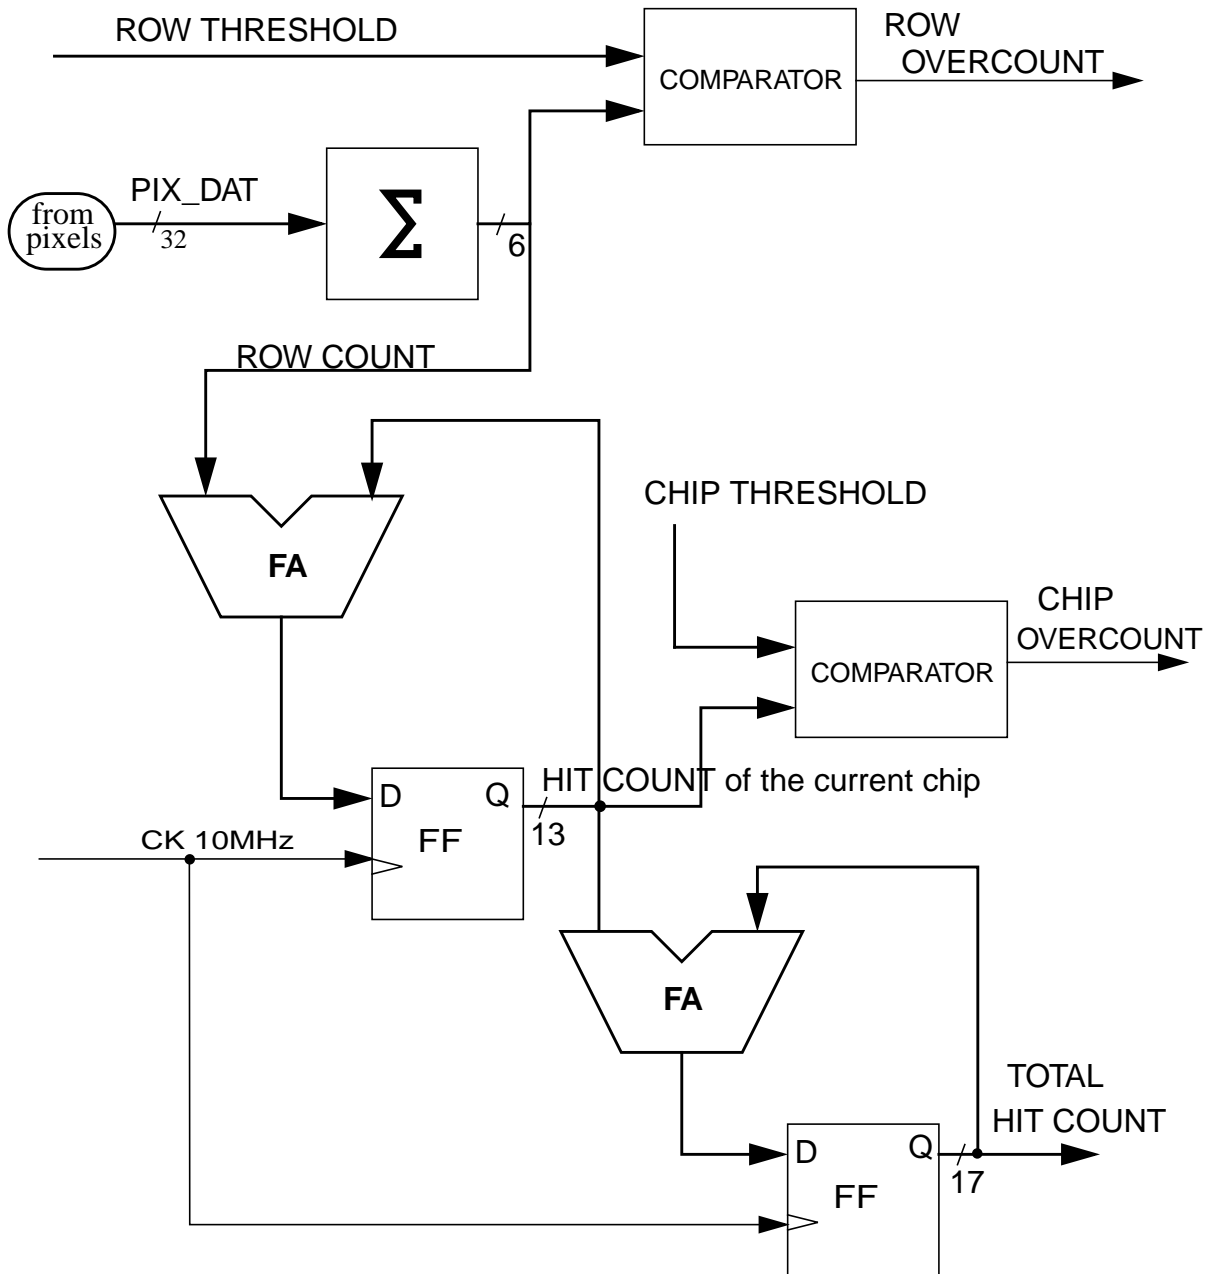 ROW THRESHOLD
ROW
OVERCOUNT
COMPARATOR
PIX_DAT
from
pixels
32
Σ
6
ROW COUNT
CHIP THRESHOLD
FA
CHIP
OVERCOUNT
COMPARATOR
HIT COUNT of the current chip
D
Q
13
CK 10MHz
FF
FA
TOTAL
HIT COUNT
D
Q
17
FF